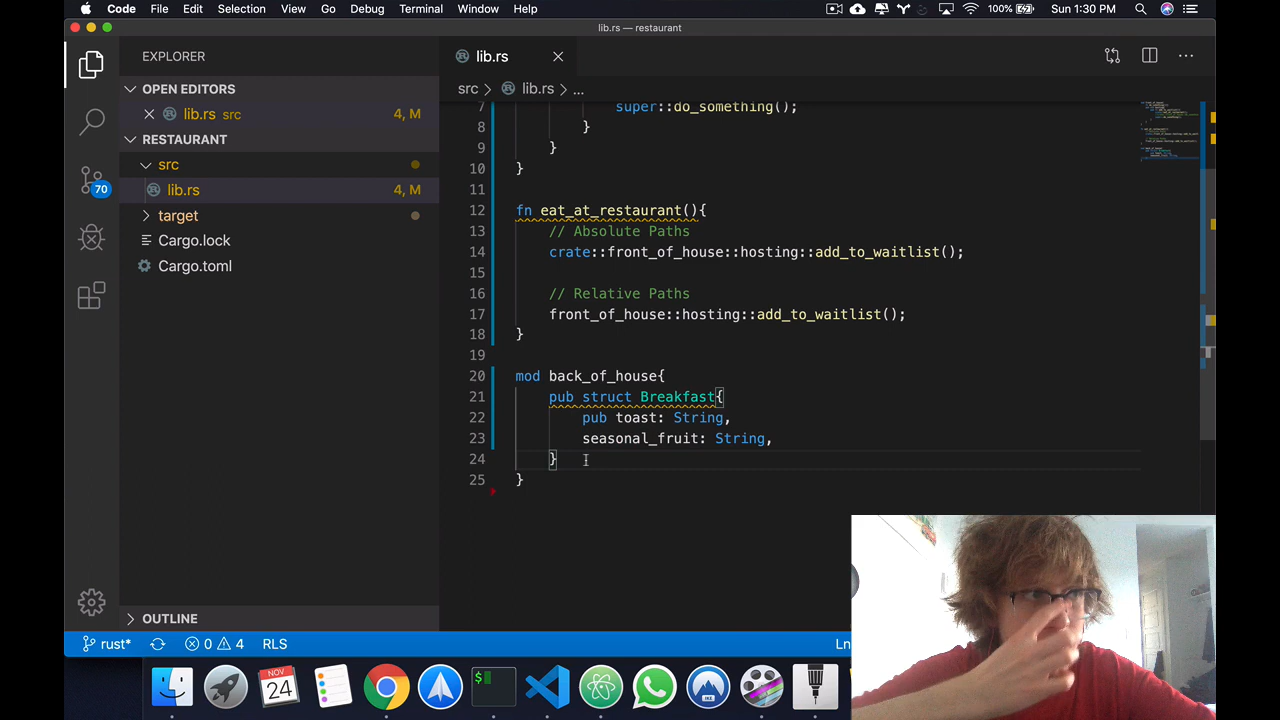 Code File Edit Selection View Go Debug Terminal Window Help 100% Sun 1:30 PM
lib.rs — restaurant
EXPLORER
lib.rs
OPEN EDITORS
src > lib.rs > ...
lib.rs src 4, M
RESTAURANT
src
lib.rs 4, M
target
Cargo.lock
Cargo.toml
70
7 super::do_something();
8 }
9 }
10 }
11
12 fn eat_at_restaurant(){
13 // Absolute Paths
14 crate::front_of_house::hosting::add_to_waitlist();
15
16 // Relative Paths
17 front_of_house::hosting::add_to_waitlist();
18 }
19
20 mod back_of_house{
21 pub struct Breakfast{
22 pub toast: String,
23 seasonal_fruit: String,
24 }
25 }
OUTLINE
rust* 0 4 RLS Ln
NOV
24
$